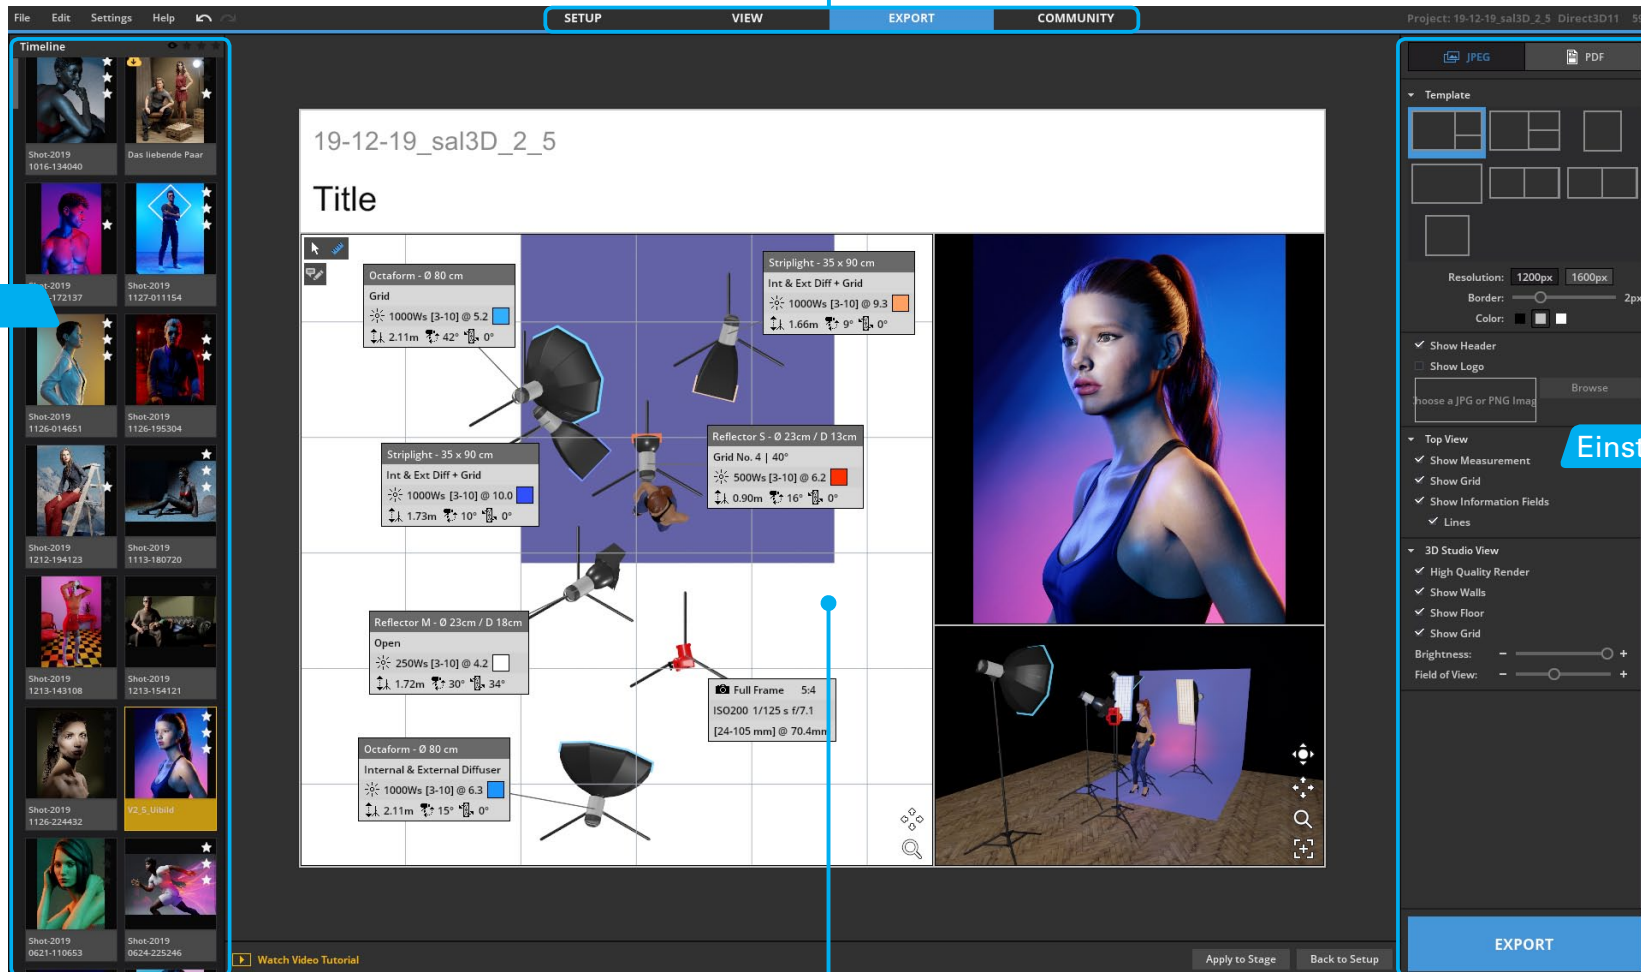 File Edit Settings Help
SETUP VIEW EXPORT COMMUNITY
Project: 19-12-19_sal3D_2_5 Direct3D11
Timeline
Shot-2019
1016-134040
Das liebende Paar
Shot-2019
-172137
Shot-2019
1127-011154
Shot-2019
1126-014651
Shot-2019
1126-195304
Shot-2019
1212-194123
Shot-2019
1113-180720
Shot-2019
1213-143108
Shot-2019
1213-154121
Shot-2019
1126-224432
V2_5_Uibild
Shot-2019
0621-110653
Shot-2019
0624-225246
19-12-19_sal3D_2_5
Title
Octaform - Ø 80 cm
Grid
1000Ws [3-10] @ 5.2
2.11m 42° 0°
Striplight - 35 x 90 cm
Int & Ext Diff + Grid
1000Ws [3-10] @ 9.3
1.66m 9° 0°
Striplight - 35 x 90 cm
Int & Ext Diff + Grid
1000Ws [3-10] @ 10.0
1.73m 10° 0°
Reflector S - Ø 23cm / D 13cm
Grid No. 4 | 40°
500Ws [3-10] @ 6.2
0.90m 16° 0°
Reflector M - Ø 23cm / D 18cm
Open
250Ws [3-10] @ 4.2
1.72m 30° 34°
Full Frame 5:4
ISO200 1/125 s f/7.1
[24-105 mm] @ 70.4mm
Octaform - Ø 80 cm
Internal & External Diffuser
1000Ws [3-10] @ 6.3
2.11m 15° 0°
Watch Video Tutorial
Apply to Stage Back to Setup
JPEG PDF
Template
Resolution: 1200px 1600px
Border: 2px
Color:
Show Header
Show Logo
Browse
hoose a JPG or PNG Imag
Top View
Einst
Show Measurement
Show Grid
Show Information Fields
Lines
3D Studio View
High Quality Render
Show Walls
Show Floor
Show Grid
Brightness: - +
Field of View: - +
EXPORT